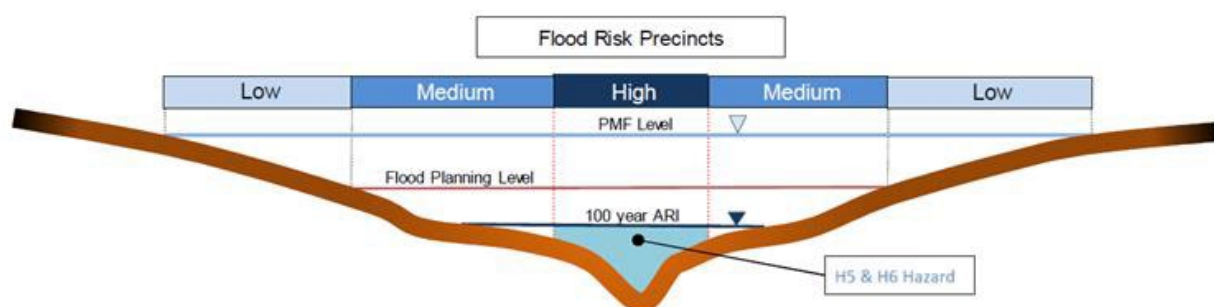 Flood Risk Precincts
Low Medium High Medium Low
PMF Level
Flood Planning Level
100 year ARI
H5 & H6 Hazard